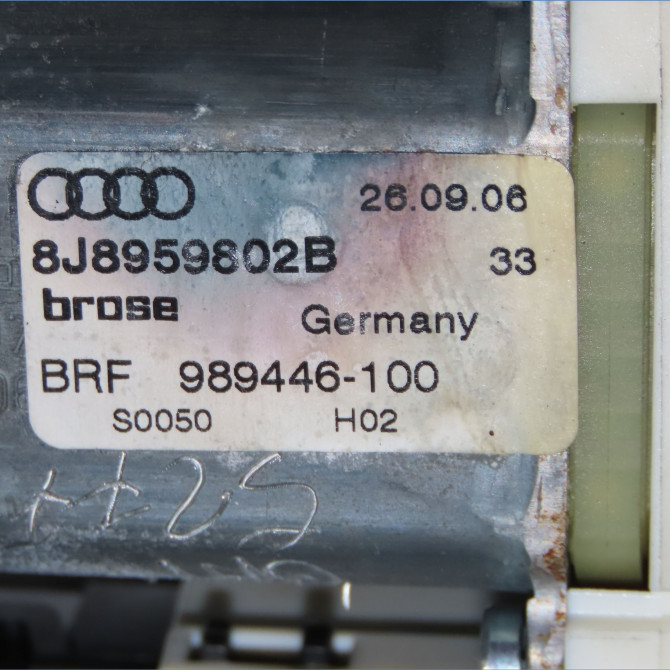 26.09.06
8J8959802B 33
brose
Germany
BRF 989446-100
S0050 H02